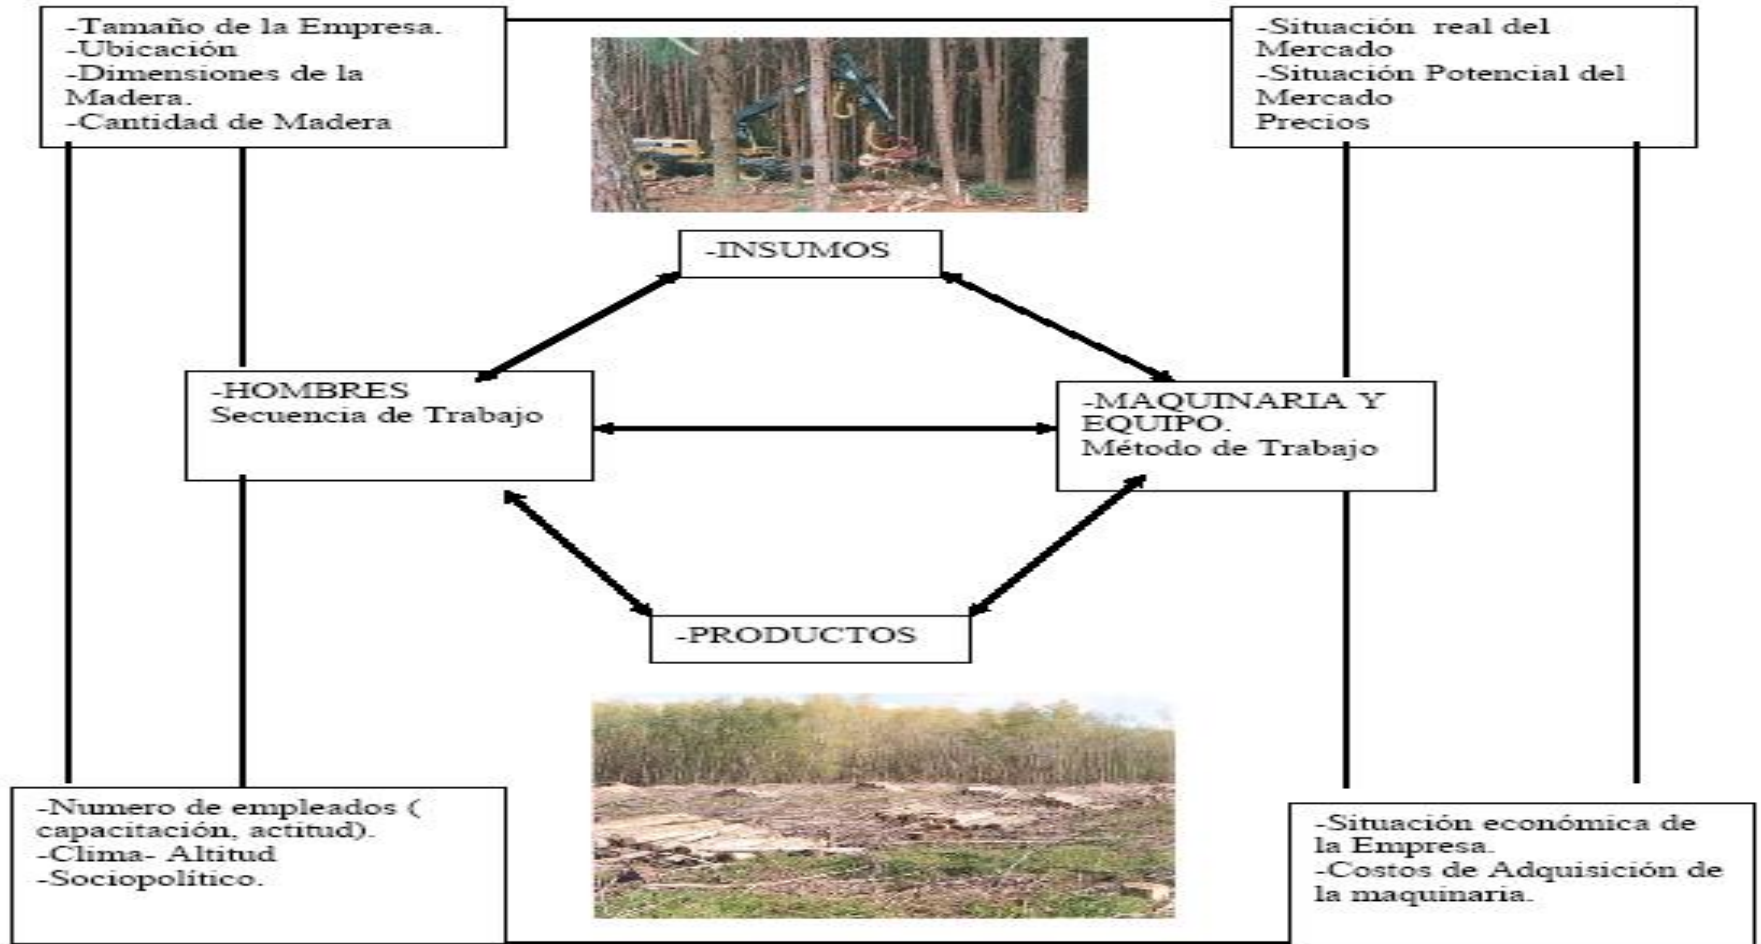 -Tamaño de la Empresa.
-Ubicación
-Dimensiones de la
Madera.
-Cantidad de Madera
-Situación real del
Mercado
-Situación Potencial del
Mercado
Precios
-INSUMOS
-HOMBRES
Secuencia de Trabajo
-MAQUINARIA Y
EQUIPO.
Método de Trabajo
-PRODUCTOS
-Numero de empleados (
capacitación, actitud).
-Clima- Altitud
-Sociopolítico.
-Situación económica de
la Empresa.
-Costos de Adquisición de
la maquinaria.